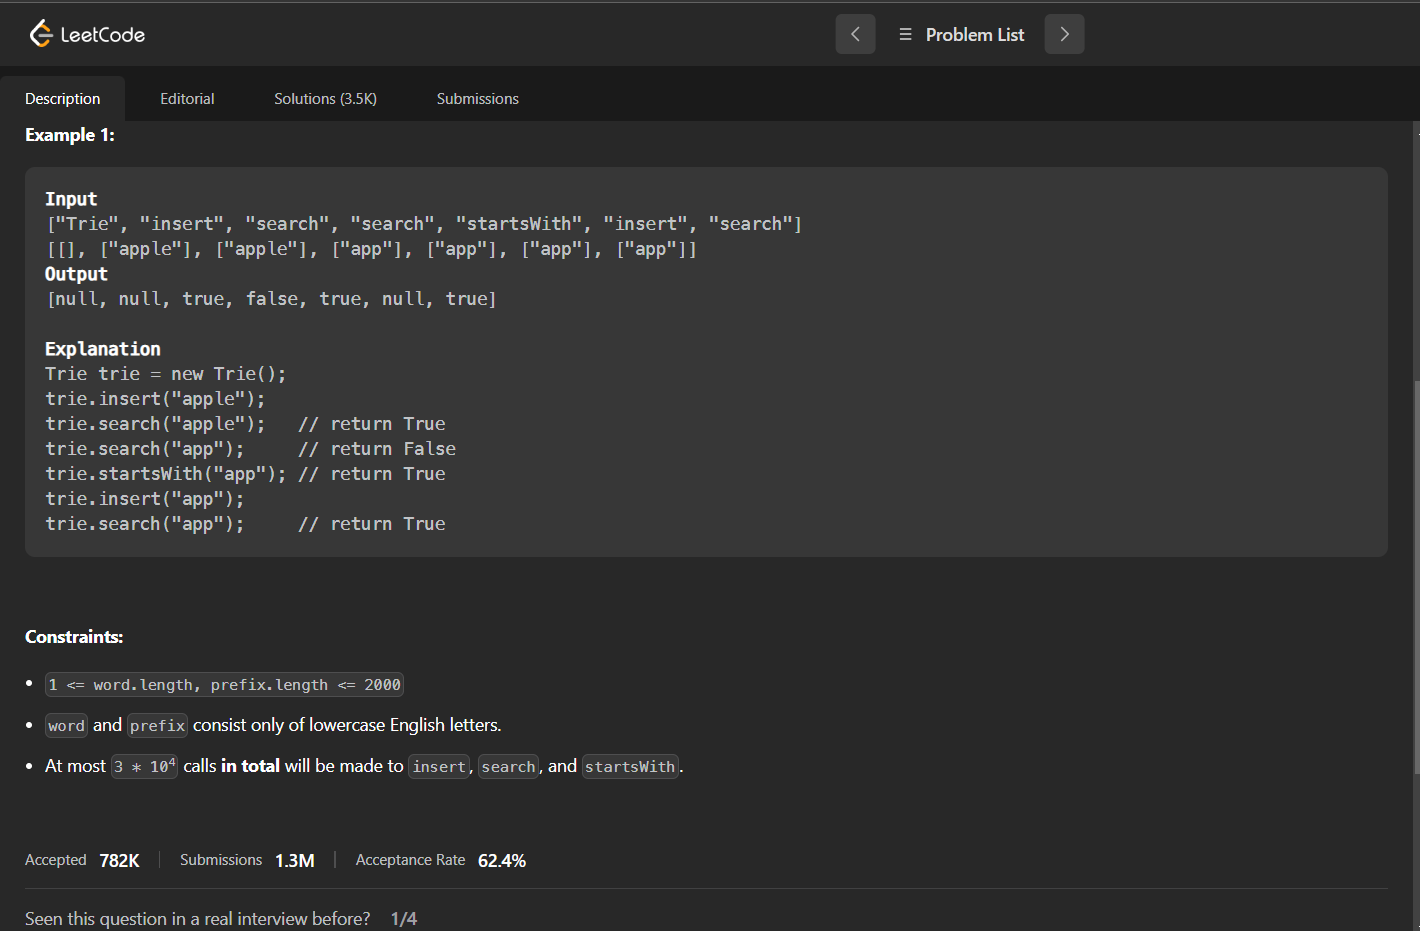 LeetCode
Problem List
Description Editorial Solutions (3.5K) Submissions
Example 1:
Input
["Trie", "insert", "search", "search", "startsWith", "insert", "search"]
[[], ["apple"], ["apple"], ["app"], ["app"], ["app"], ["app"]]
Output
[null, null, true, false, true, null, true]
Explanation
Trie trie = new Trie();
trie.insert("apple");
trie.search("apple");   // return True
trie.search("app");     // return False
trie.startsWith("app"); // return True
trie.insert("app");
trie.search("app");     // return True
Constraints:
• 1 <= word.length, prefix.length <= 2000
• word and prefix consist only of lowercase English letters.
• At most 3 * 10⁴ calls in total will be made to insert, search, and startsWith.
Accepted 782K | Submissions 1.3M | Acceptance Rate 62.4%
Seen this question in a real interview before? 1/4